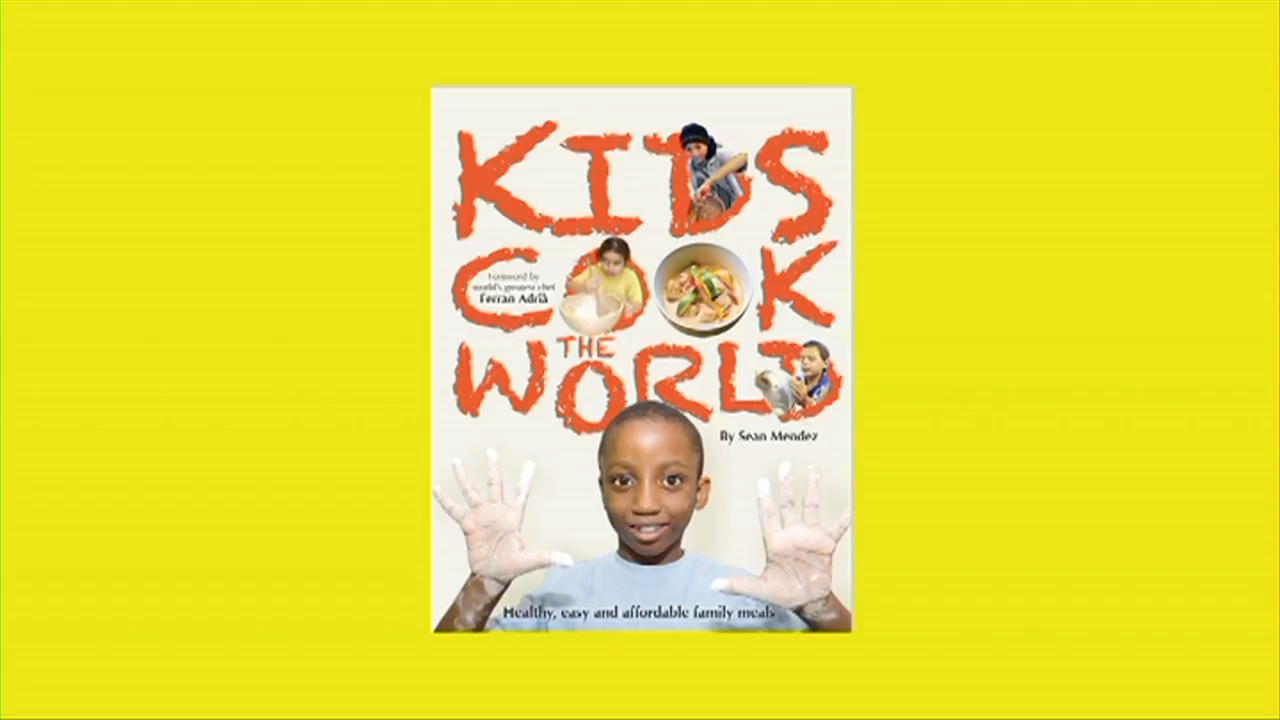 KIDS
COOK
Foreword by
world's greatest chef
Ferran Adrià
THE
WORLD
By Sean Mendez
Healthy, easy and affordable family meals